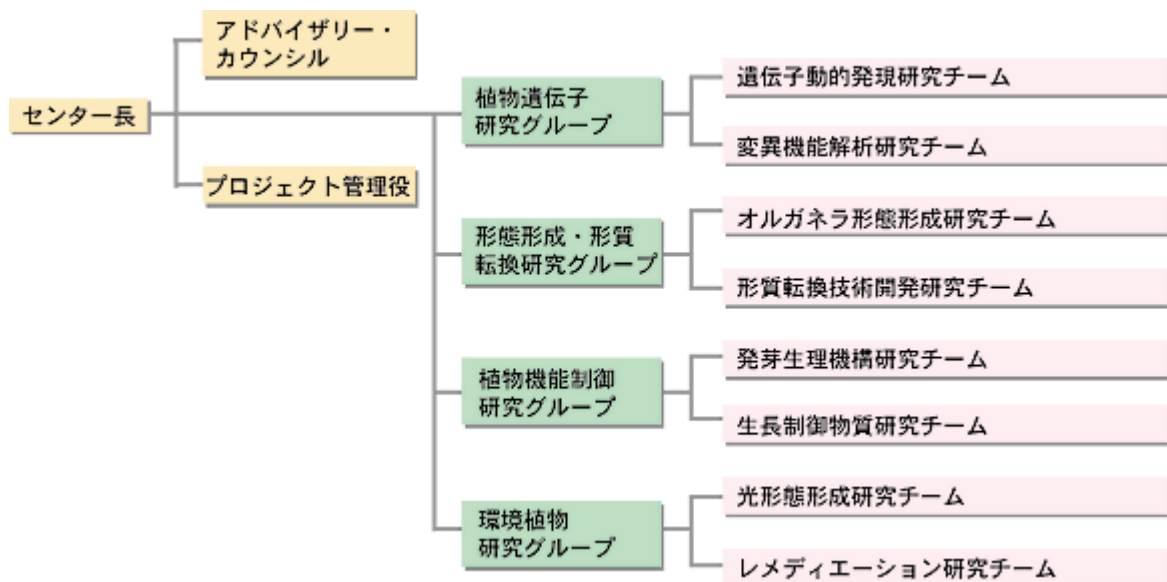 アドバイザリー・
カウンシル
センター長
プロジェクト管理役
植物遺伝子
研究グループ
遺伝子動的発現研究チーム
変異機能解析研究チーム
形態形成・形質
転換研究グループ
オルガネラ形態形成研究チーム
形質転換技術開発研究チーム
植物機能制御
研究グループ
発芽生理機構研究チーム
生長制御物質研究チーム
環境植物
研究グループ
光形態形成研究チーム
レメディエーション研究チーム